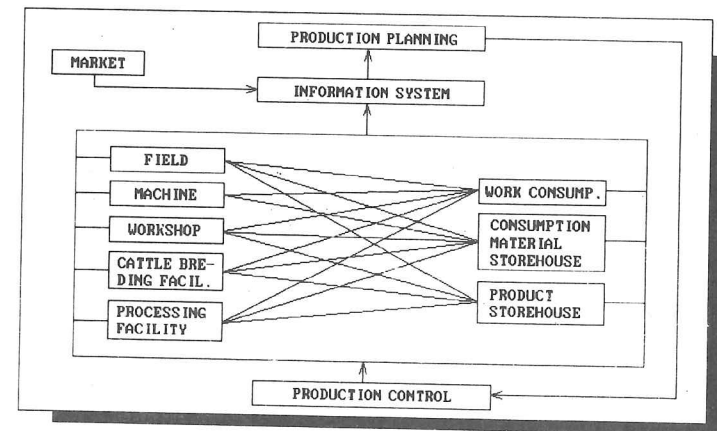 PRODUCTION PLANNING
MARKET
INFORMATION SYSTEM
FIELD
MACHINE
WORKSHOP
CATTLE BRE-
DING FACIL.
PROCESSING
FACILITY
WORK CONSUMP.
CONSUMPTION
MATERIAL
STOREHOUSE
PRODUCT
STOREHOUSE
PRODUCTION CONTROL